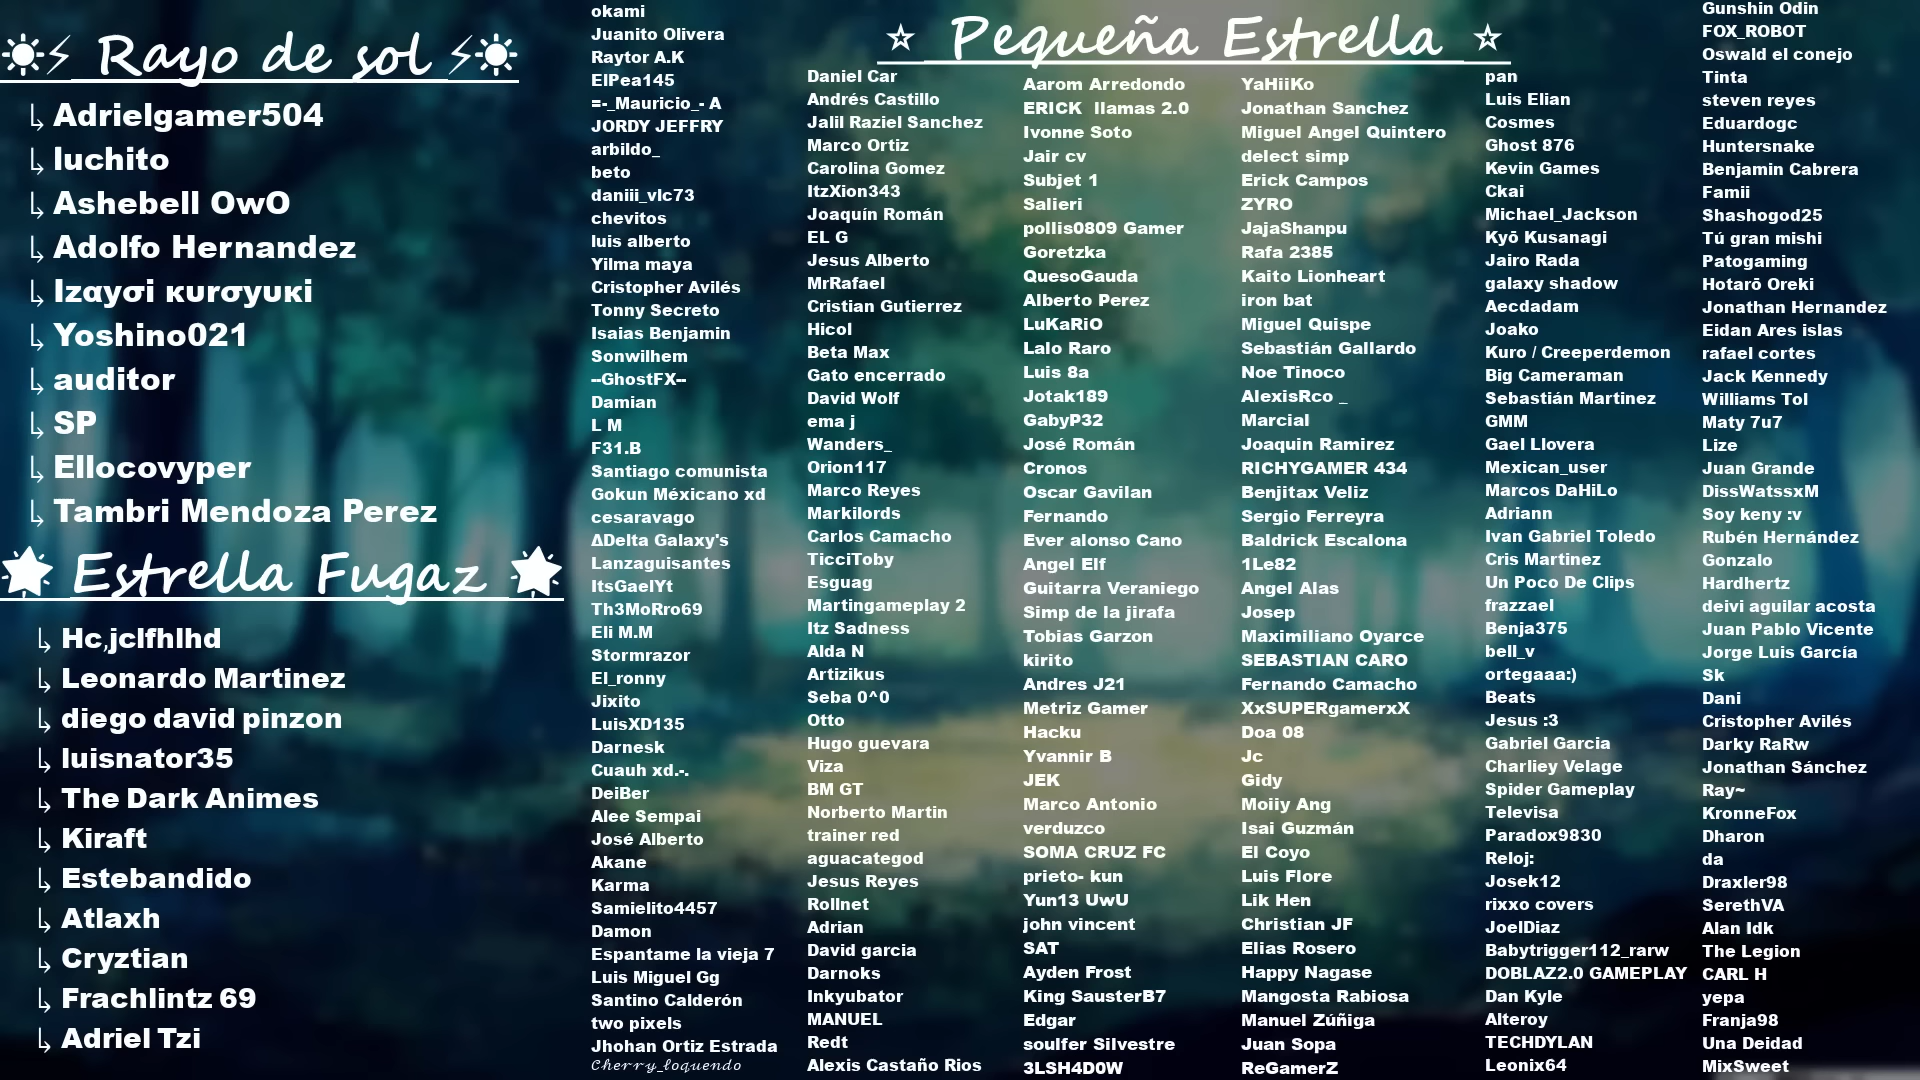 ☀⚡ Rayo de sol ⚡☀
↳ Adrielgamer504
↳ luchito
↳ Ashebell OwO
↳ Adolfo Hernandez
↳ Izαyσi кurσyuкi
↳ Yoshino021
↳ auditor
↳ SP
↳ Ellocovyper
↳ Tambri Mendoza Perez
🌟 Estrella Fugaz 🌟
↳ Hc,jclfhlhd
↳ Leonardo Martinez
↳ diego david pinzon
↳ luisnator35
↳ The Dark Animes
↳ Kiraft
↳ Estebandido
↳ Atlaxh
↳ Cryztian
↳ Frachlintz 69
↳ Adriel Tzi
☆ Pequeña Estrella ☆
okami
Juanito Olivera
Raytor A.K
ElPea145
=-_Mauricio_- A
JORDY JEFFRY
arbildo_
beto
daniii_vlc73
chevitos
luis alberto
Yilma maya
Cristopher Avilés
Tonny Secreto
Isaias Benjamin
Sonwilhem
--GhostFX--
Damian
L M
F31.B
Santiago comunista
Gokun Méxicano xd
cesaravago
ΔDelta Galaxy's
Lanzaguisantes
ItsGaelYt
Th3MoRro69
Eli M.M
Stormrazor
El_ronny
Jixito
LuisXD135
Darnesk
Cuauh xd.-.
DeiBer
Alee Sempai
José Alberto
Akane
Karma
Samielito4457
Damon
Espantame la vieja 7
Luis Miguel Gg
Santino Calderón
two pixels
Jhohan Ortiz Estrada
𝓒𝓱𝓮𝓻𝓻𝔂_𝓵𝓸𝓺𝓾𝓮𝓷𝓭𝓸
Daniel Car
Andrés Castillo
Jalil Raziel Sanchez
Marco Ortiz
Carolina Gomez
ItzXion343
Joaquín Román
EL G
Jesus Alberto
MrRafael
Cristian Gutierrez
Hicol
Beta Max
Gato encerrado
David Wolf
ema j
Wanders_
Orion117
Marco Reyes
Markilords
Carlos Camacho
TicciToby
Esguag
Martingameplay 2
Itz Sadness
Alda N
Artizikus
Seba 0^0
Otto
Hugo guevara
Viza
BM GT
Norberto Martin
trainer red
aguacategod
Jesus Reyes
Rollnet
Adrian
David garcia
Darnoks
Inkyubator
MANUEL
Redt
Alexis Castaño Rios
Aarom Arredondo
ERICK  llamas 2.0
Ivonne Soto
Jair cv
Subjet 1
Salieri
pollis0809 Gamer
Goretzka
QuesoGauda
Alberto Perez
LuKaRiO
Lalo Raro
Luis 8a
Jotak189
GabyP32
José Román
Cronos
Oscar Gavilan
Fernando
Ever alonso Cano
Angel Elf
Guitarra Veraniego
Simp de la jirafa
Tobias Garzon
kirito
Andres J21
Metriz Gamer
Hacku
Yvannir B
JEK
Marco Antonio
verduzco
SOMA CRUZ FC
prieto- kun
Yun13 UwU
john vincent
SAT
Ayden Frost
King SausterB7
Edgar
soulfer Silvestre
3LSH4D0W
YaHiiKo
Jonathan Sanchez
Miguel Angel Quintero
delect simp
Erick Campos
ZYRO
JajaShanpu
Rafa 2385
Kaito Lionheart
iron bat
Miguel Quispe
Sebastián Gallardo
Noe Tinoco
AlexisRco _
Marcial
Joaquin Ramirez
RICHYGAMER 434
Benjitax Veliz
Sergio Ferreyra
Baldrick Escalona
1Le82
Angel Alas
Josep
Maximiliano Oyarce
SEBASTIAN CARO
Fernando Camacho
XxSUPERgamerxX
Doa 08
Jc
Gidy
Moiiy Ang
Isai Guzmán
El Coyo
Luis Flore
Lik Hen
Christian JF
Elias Rosero
Happy Nagase
Mangosta Rabiosa
Manuel Zúñiga
Juan Sopa
ReGamerZ
pan
Luis Elian
Cosmes
Ghost 876
Kevin Games
Ckai
Michael_Jackson
Kyō Kusanagi
Jairo Rada
galaxy shadow
Aecdadam
Joako
Kuro / Creeperdemon
Big Cameraman
Sebastián Martinez
GMM
Gael Llovera
Mexican_user
Marcos DaHiLo
Adriann
Ivan Gabriel Toledo
Cris Martinez
Un Poco De Clips
frazzael
Benja375
bell_v
ortegaaa:)
Beats
Jesus :3
Gabriel Garcia
Charliey Velage
Spider Gameplay
Televisa
Paradox9830
Reloj:
Josek12
rixxo covers
JoelDiaz
Babytrigger112_rarw
DOBLAZ2.0 GAMEPLAY
Dan Kyle
Alteroy
TECHDYLAN
Leonix64
Gunshin Odin
FOX_ROBOT
Oswald el conejo
Tinta
steven reyes
Eduardogc
Huntersnake
Benjamin Cabrera
Famii
Shashogod25
Tú gran mishi
Patogaming
Hotarō Oreki
Jonathan Hernandez
Eidan Ares islas
rafael cortes
Jack Kennedy
Williams Tol
Maty 7u7
Lize
Juan Grande
DissWatssxM
Soy keny :v
Rubén Hernández
Gonzalo
Hardhertz
deivi aguilar acosta
Juan Pablo Vicente
Jorge Luis García
Sk
Dani
Cristopher Avilés
Darky RaRw
Jonathan Sánchez
Ray~
KronneFox
Dharon
da
Draxler98
SerethVA
Alan Idk
The Legion
CARL H
yepa
Franja98
Una Deidad
MixSweet